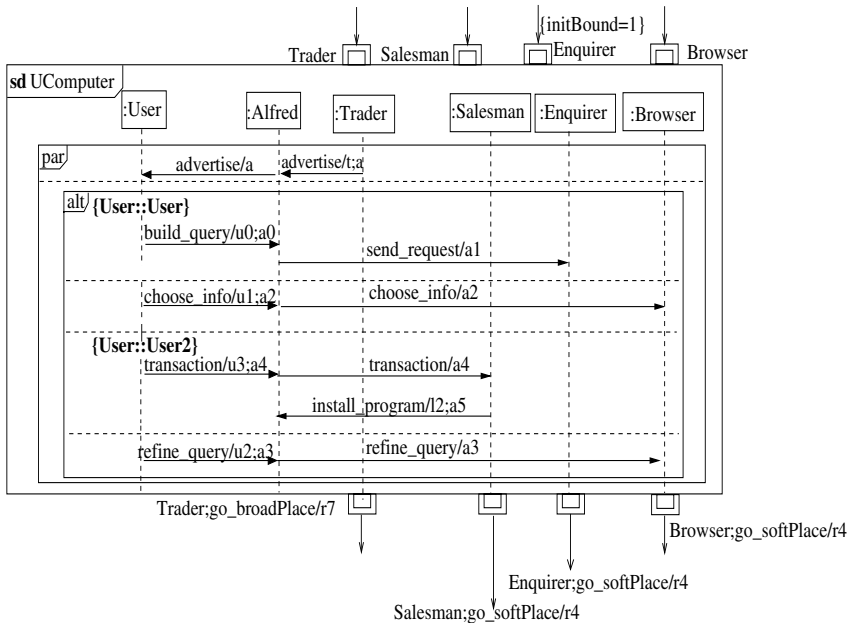 {initBound=1}
Trader Salesman Enquirer Browser
sd UComputer
:User :Alfred :Trader :Salesman :Enquirer :Browser
par
advertise/a advertise/t;a
alt {User::User}
build_query/u0;a0
send_request/a1
choose_info/u1;a2 choose_info/a2
{User::User2}
transaction/u3;a4 transaction/a4
install_program/l2;a5
refine_query/u2;a3 refine_query/a3
Trader;go_broadPlace/r7
Browser;go_softPlace/r4
Enquirer;go_softPlace/r4
Salesman;go_softPlace/r4